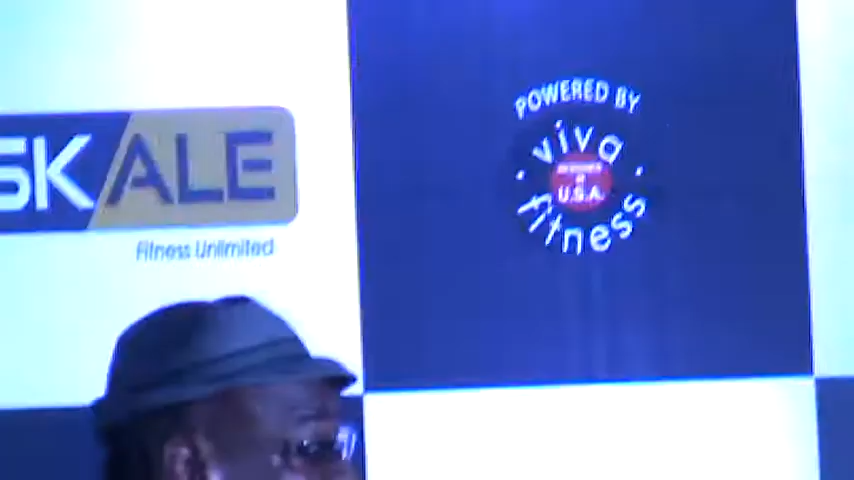 SKALE
Fitness Unlimited
POWERED BY
viva
U.S.A.
fitness